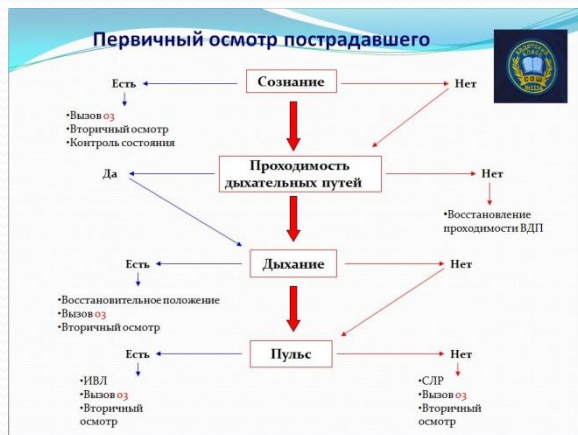 Первичный осмотр пострадавшего
Есть
Сознание
Нет
•Вызов 03
•Вторичный осмотр
•Контроль состояния
Да
Проходимость
дыхательных путей
Нет
•Восстановление
проходимости ВДП
Есть
Дыхание
Нет
•Восстановительное положение
•Вызов 03
•Вторичный осмотр
Есть
Пульс
Нет
•ИВЛ
•Вызов 03
•Вторичный
осмотр
•СЛР
•Вызов 03
•Вторичный
осмотр